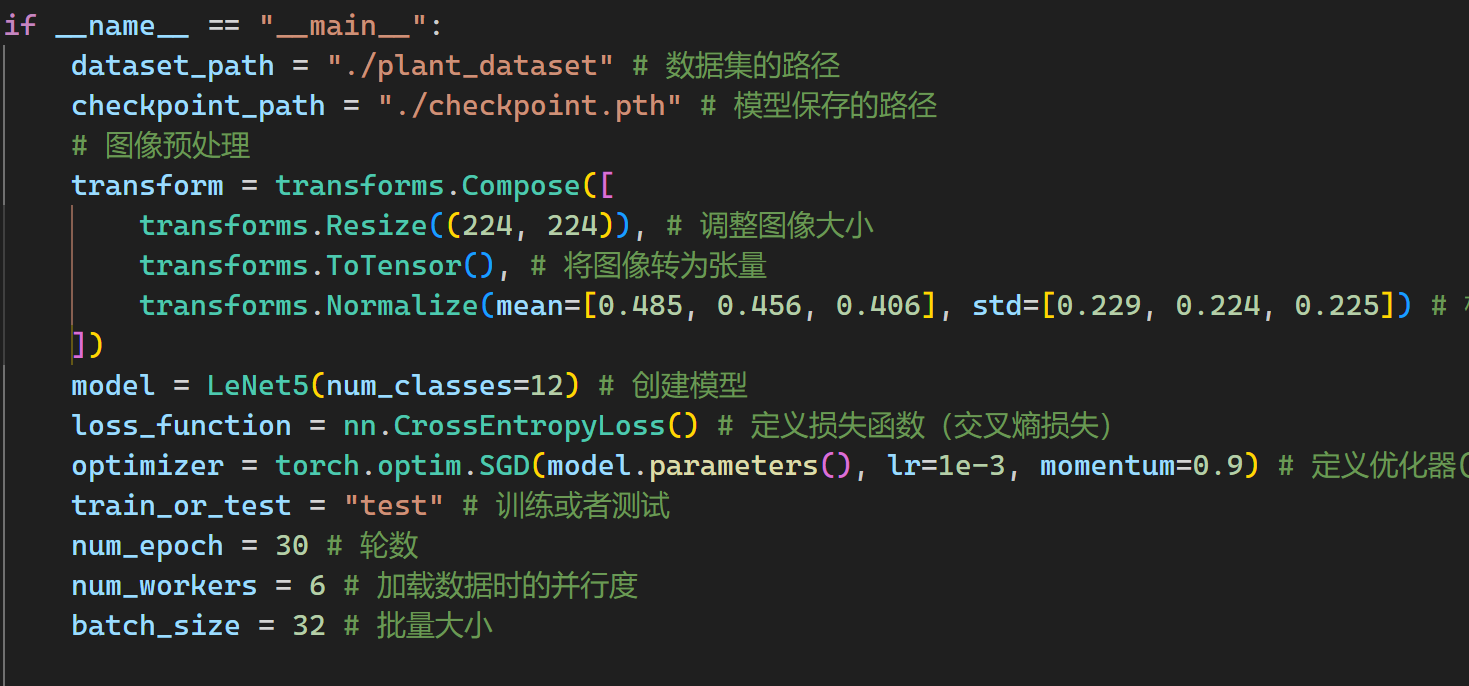 if __name__ == "__main__":
dataset_path = "./plant_dataset" # 数据集的路径
checkpoint_path = "./checkpoint.pth" # 模型保存的路径
# 图像预处理
transform = transforms.Compose([
transforms.Resize((224, 224)), # 调整图像大小
transforms.ToTensor(), # 将图像转为张量
transforms.Normalize(mean=[0.485, 0.456, 0.406], std=[0.229, 0.224, 0.225]) #
])
model = LeNet5(num_classes=12) # 创建模型
loss_function = nn.CrossEntropyLoss() # 定义损失函数（交叉熵损失）
optimizer = torch.optim.SGD(model.parameters(), lr=1e-3, momentum=0.9) # 定义优化器(
train_or_test = "test" # 训练或者测试
num_epoch = 30 # 轮数
num_workers = 6 # 加载数据时的并行度
batch_size = 32 # 批量大小